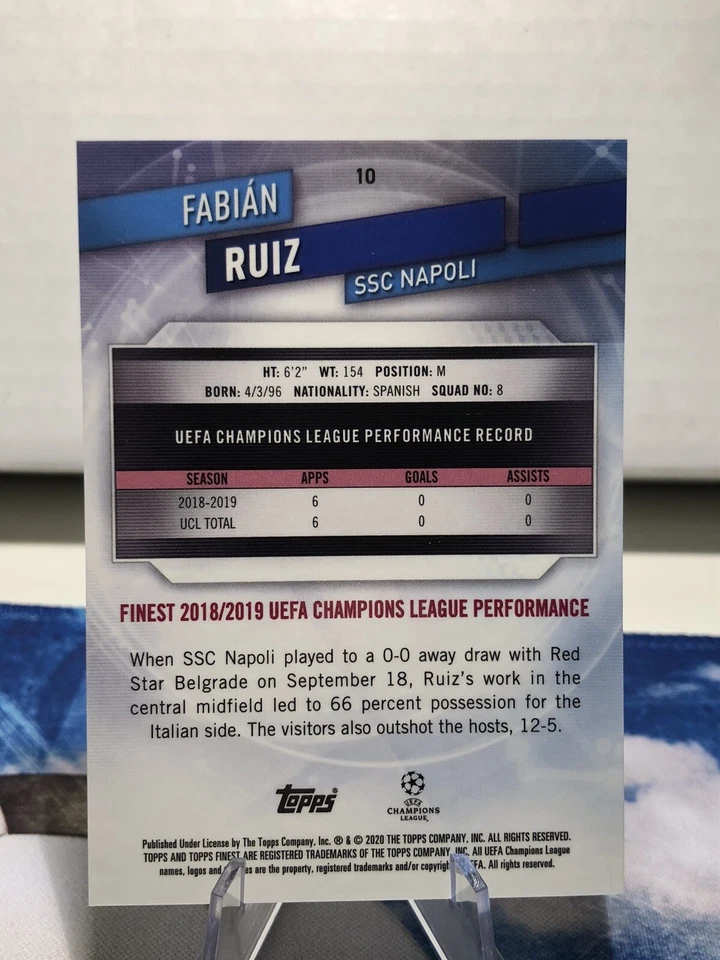 10
FABIÁN
RUIZ
SSC NAPOLI
HT: 6'2" WT: 154 POSITION: M
BORN: 4/3/96 NATIONALITY: SPANISH SQUAD NO: 8
UEFA CHAMPIONS LEAGUE PERFORMANCE RECORD
SEASON APPS GOALS ASSISTS
2018-2019 6 0 0
UCL TOTAL 6 0 0
FINEST 2018/2019 UEFA CHAMPIONS LEAGUE PERFORMANCE
When SSC Napoli played to a 0-0 away draw with Red
Star Belgrade on September 18, Ruiz's work in the
central midfield led to 66 percent possession for the
Italian side. The visitors also outshot the hosts, 12-5.
Topps®
UEFA
CHAMPIONS
LEAGUE
Published Under License by The Topps Company, Inc. ® & © 2020 THE TOPPS COMPANY, INC. ALL RIGHTS RESERVED.
TOPPS AND TOPPS FINEST ARE REGISTERED TRADEMARKS OF THE TOPPS COMPANY, INC. All UEFA Champions League
names, logos and are the property, registered trademarks and/or All rights reserved.